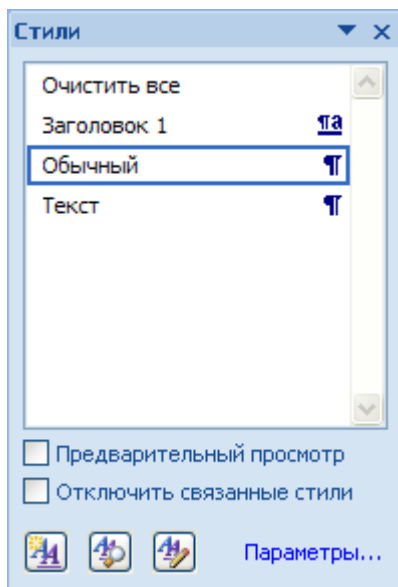 Стили
Очистить все
Заголовок 1 ¶a
Обычный ¶
Текст ¶
Предварительный просмотр
Отключить связанные стили
Параметры...